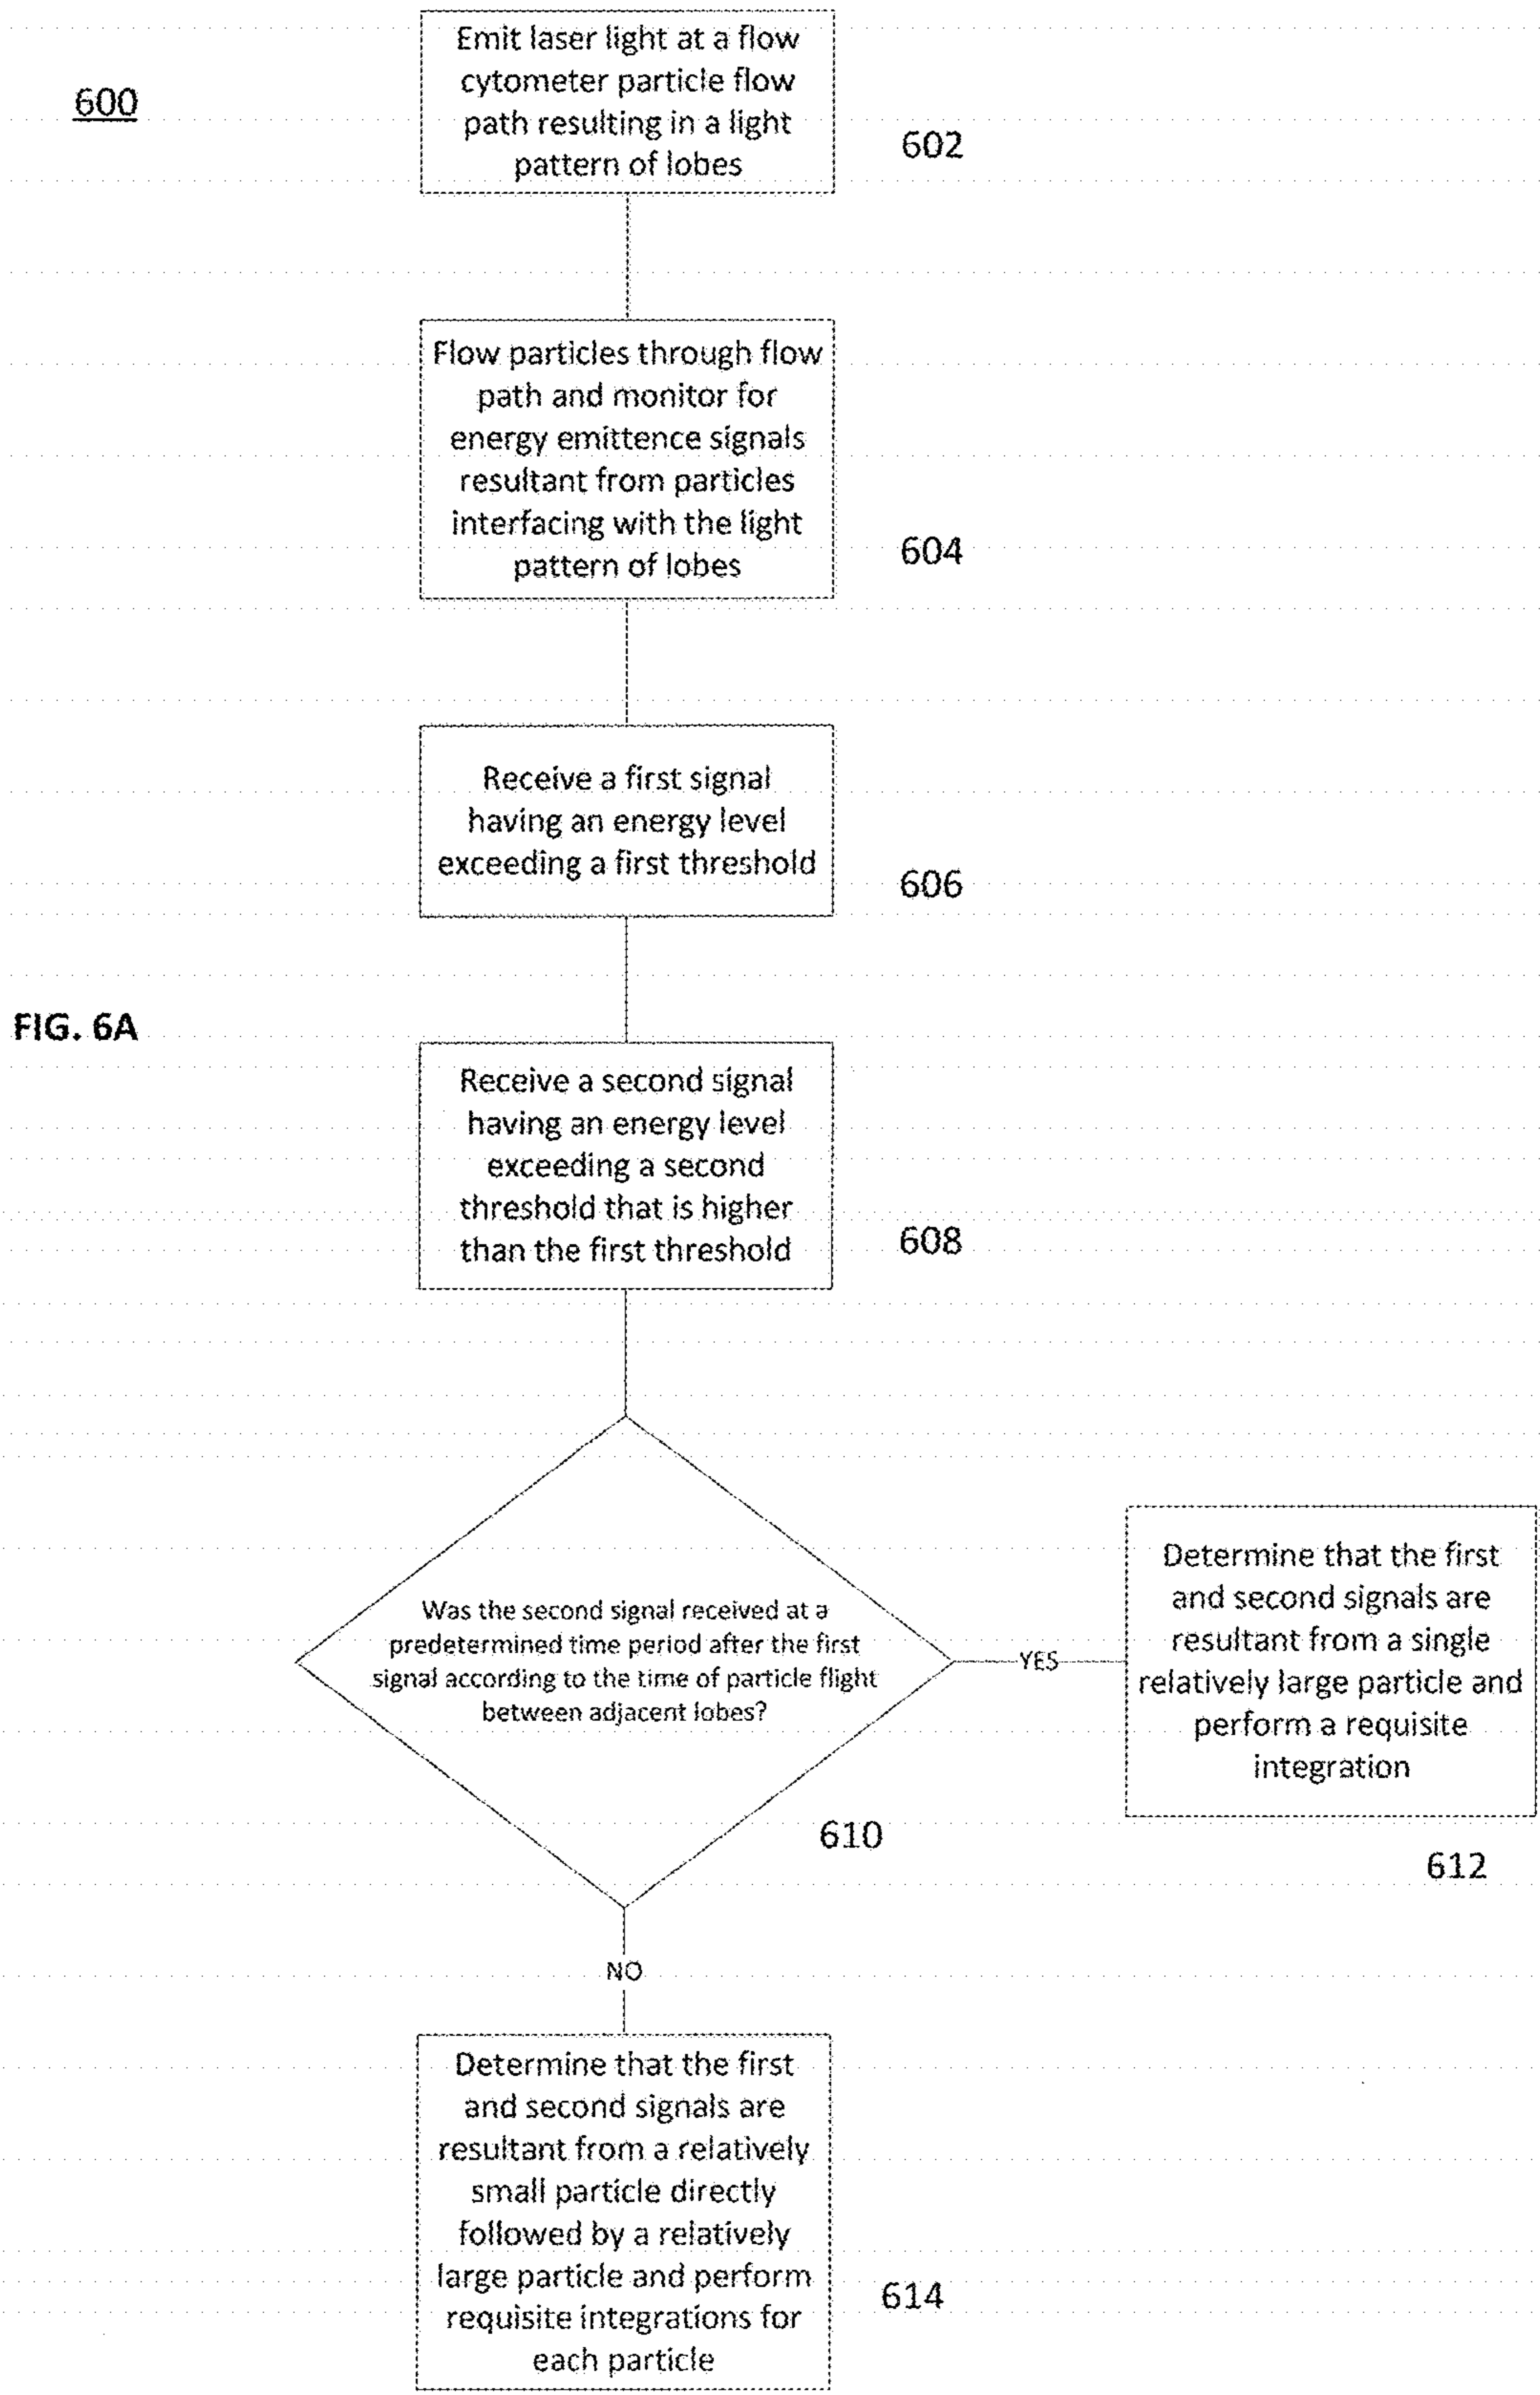 Emit laser light at a flow
cytometer particle flow
path resulting in a light
pattern of lobes
600
602
Flow particles through flow
path and monitor for
energy emittence signals
resultant from particles
interfacing with the light
pattern of lobes
604
Receive a first signal
having an energy level
exceeding a first threshold
606
FIG. 6A
Receive a second signal
having an energy level
exceeding a second
threshold that is higher
than the first threshold
608
Was the second signal received at a
predetermined time period after the first
signal according to the time of particle flight
between adjacent lobes?
610
YES
Determine that the first
and second signals are
resultant from a single
relatively large particle and
perform a requisite
integration
612
NO
Determine that the first
and second signals are
resultant from a relatively
small particle directly
followed by a relatively
large particle and perform
requisite integrations for
each particle
614